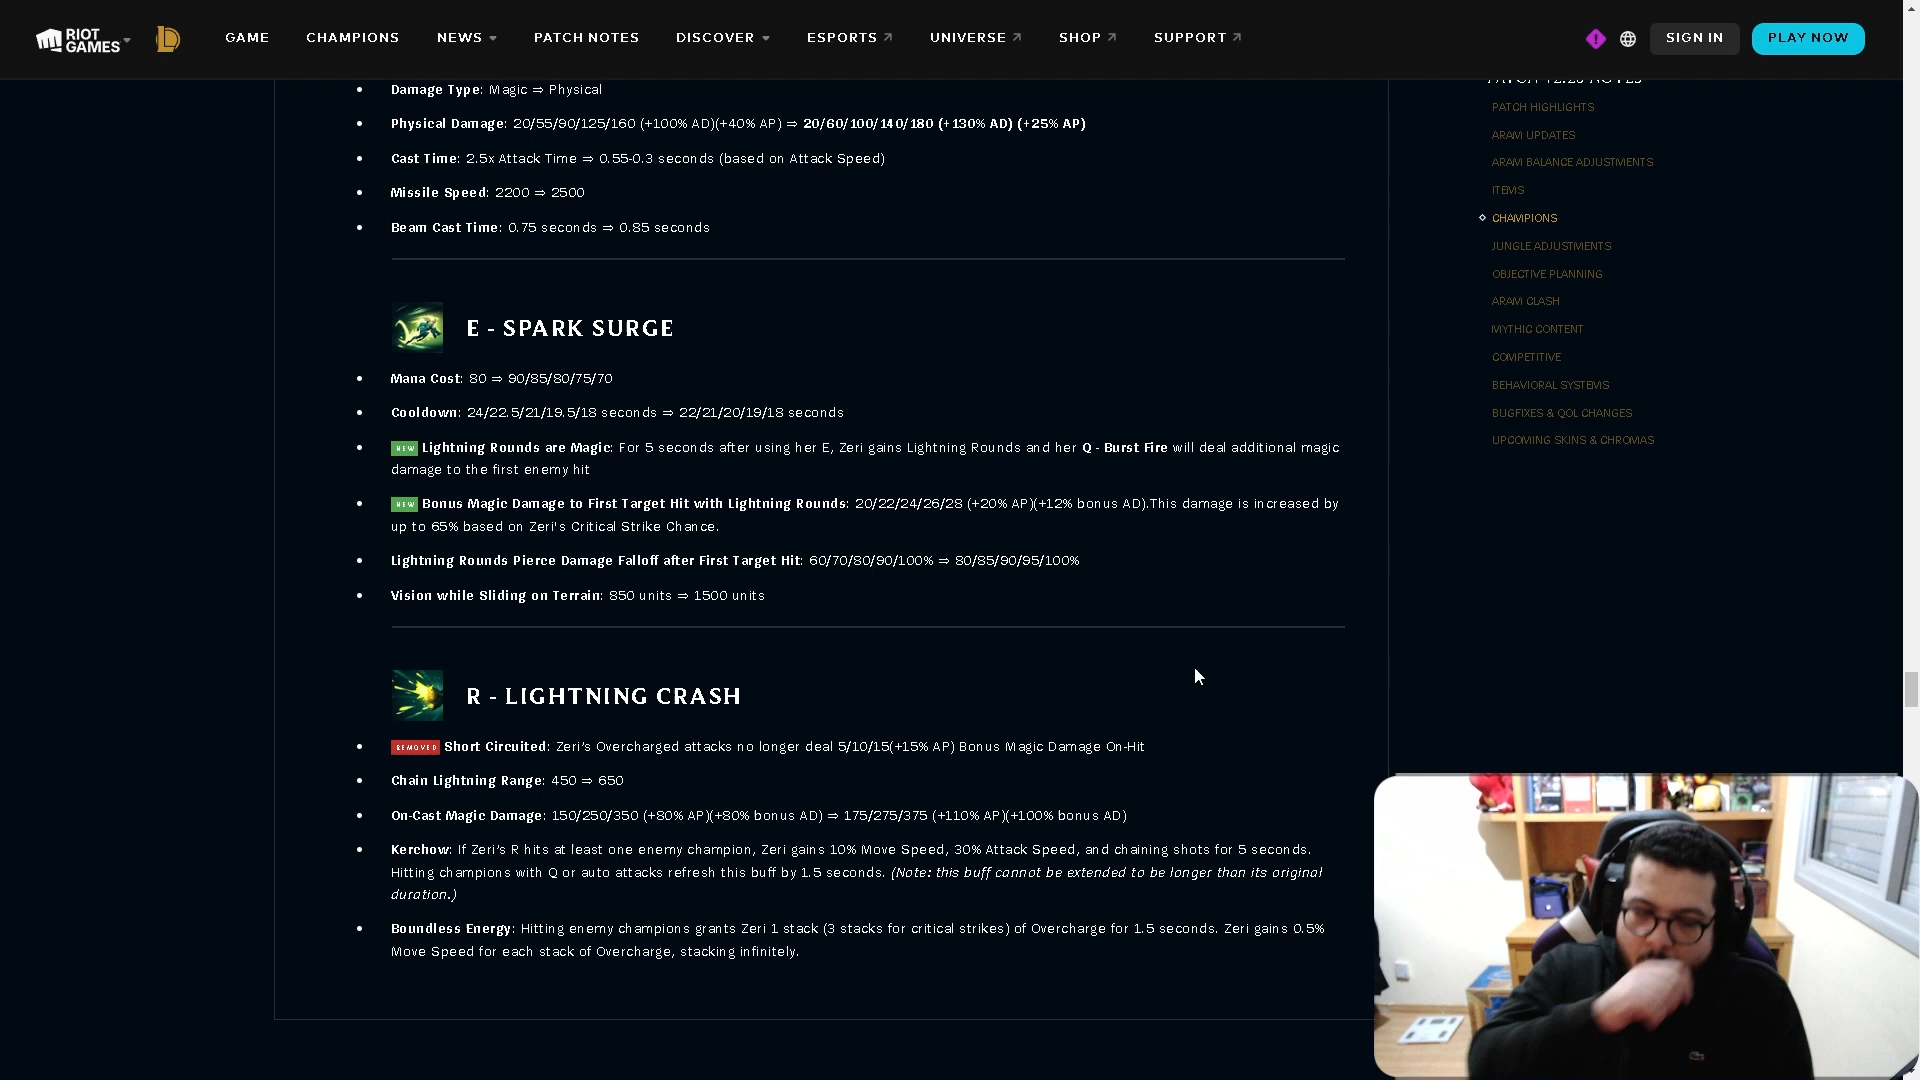 RIOT GAMES
GAME
CHAMPIONS
NEWS
PATCH NOTES
DISCOVER
ESPORTS
UNIVERSE
SHOP
SUPPORT
SIGN IN
PLAY NOW
Damage Type: Magic ⇒ Physical
Physical Damage: 20/55/90/125/160 (+100% AD)(+40% AP) ⇒ 20/60/100/140/180 (+130% AD) (+25% AP)
Cast Time: 2.5x Attack Time ⇒ 0.55-0.3 seconds (based on Attack Speed)
Missile Speed: 2200 ⇒ 2500
Beam Cast Time: 0.75 seconds ⇒ 0.85 seconds
E - SPARK SURGE
Mana Cost: 80 ⇒ 90/85/80/75/70
Cooldown: 24/22.5/21/19.5/18 seconds ⇒ 22/21/20/19/18 seconds
NEW Lightning Rounds are Magic: For 5 seconds after using her E, Zeri gains Lightning Rounds and her Q - Burst Fire will deal additional magic
damage to the first enemy hit
NEW Bonus Magic Damage to First Target Hit with Lightning Rounds: 20/22/24/26/28 (+20% AP)(+12% bonus AD).This damage is increased by
up to 65% based on Zeri's Critical Strike Chance.
Lightning Rounds Pierce Damage Falloff after First Target Hit: 60/70/80/90/100% ⇒ 80/85/90/95/100%
Vision while Sliding on Terrain: 850 units ⇒ 1500 units
R - LIGHTNING CRASH
REMOVED Short Circuited: Zeri's Overcharged attacks no longer deal 5/10/15(+15% AP) Bonus Magic Damage On-Hit
Chain Lightning Range: 450 ⇒ 650
On-Cast Magic Damage: 150/250/350 (+80% AP)(+80% bonus AD) ⇒ 175/275/375 (+110% AP)(+100% bonus AD)
Kerchow: If Zeri's R hits at least one enemy champion, Zeri gains 10% Move Speed, 30% Attack Speed, and chaining shots for 5 seconds.
Hitting champions with Q or auto attacks refresh this buff by 1.5 seconds. (Note: this buff cannot be extended to be longer than its original
duration.)
Boundless Energy: Hitting enemy champions grants Zeri 1 stack (3 stacks for critical strikes) of Overcharge for 1.5 seconds. Zeri gains 0.5%
Move Speed for each stack of Overcharge, stacking infinitely.
PATCH HIGHLIGHTS
ARAM UPDATES
ARAM BALANCE ADJUSTMENTS
ITEMS
CHAMPIONS
JUNGLE ADJUSTMENTS
OBJECTIVE PLANNING
ARAM CLASH
MYTHIC CONTENT
COMPETITIVE
BEHAVIORAL SYSTEMS
BUGFIXES & QOL CHANGES
UPCOMING SKINS & CHROMAS